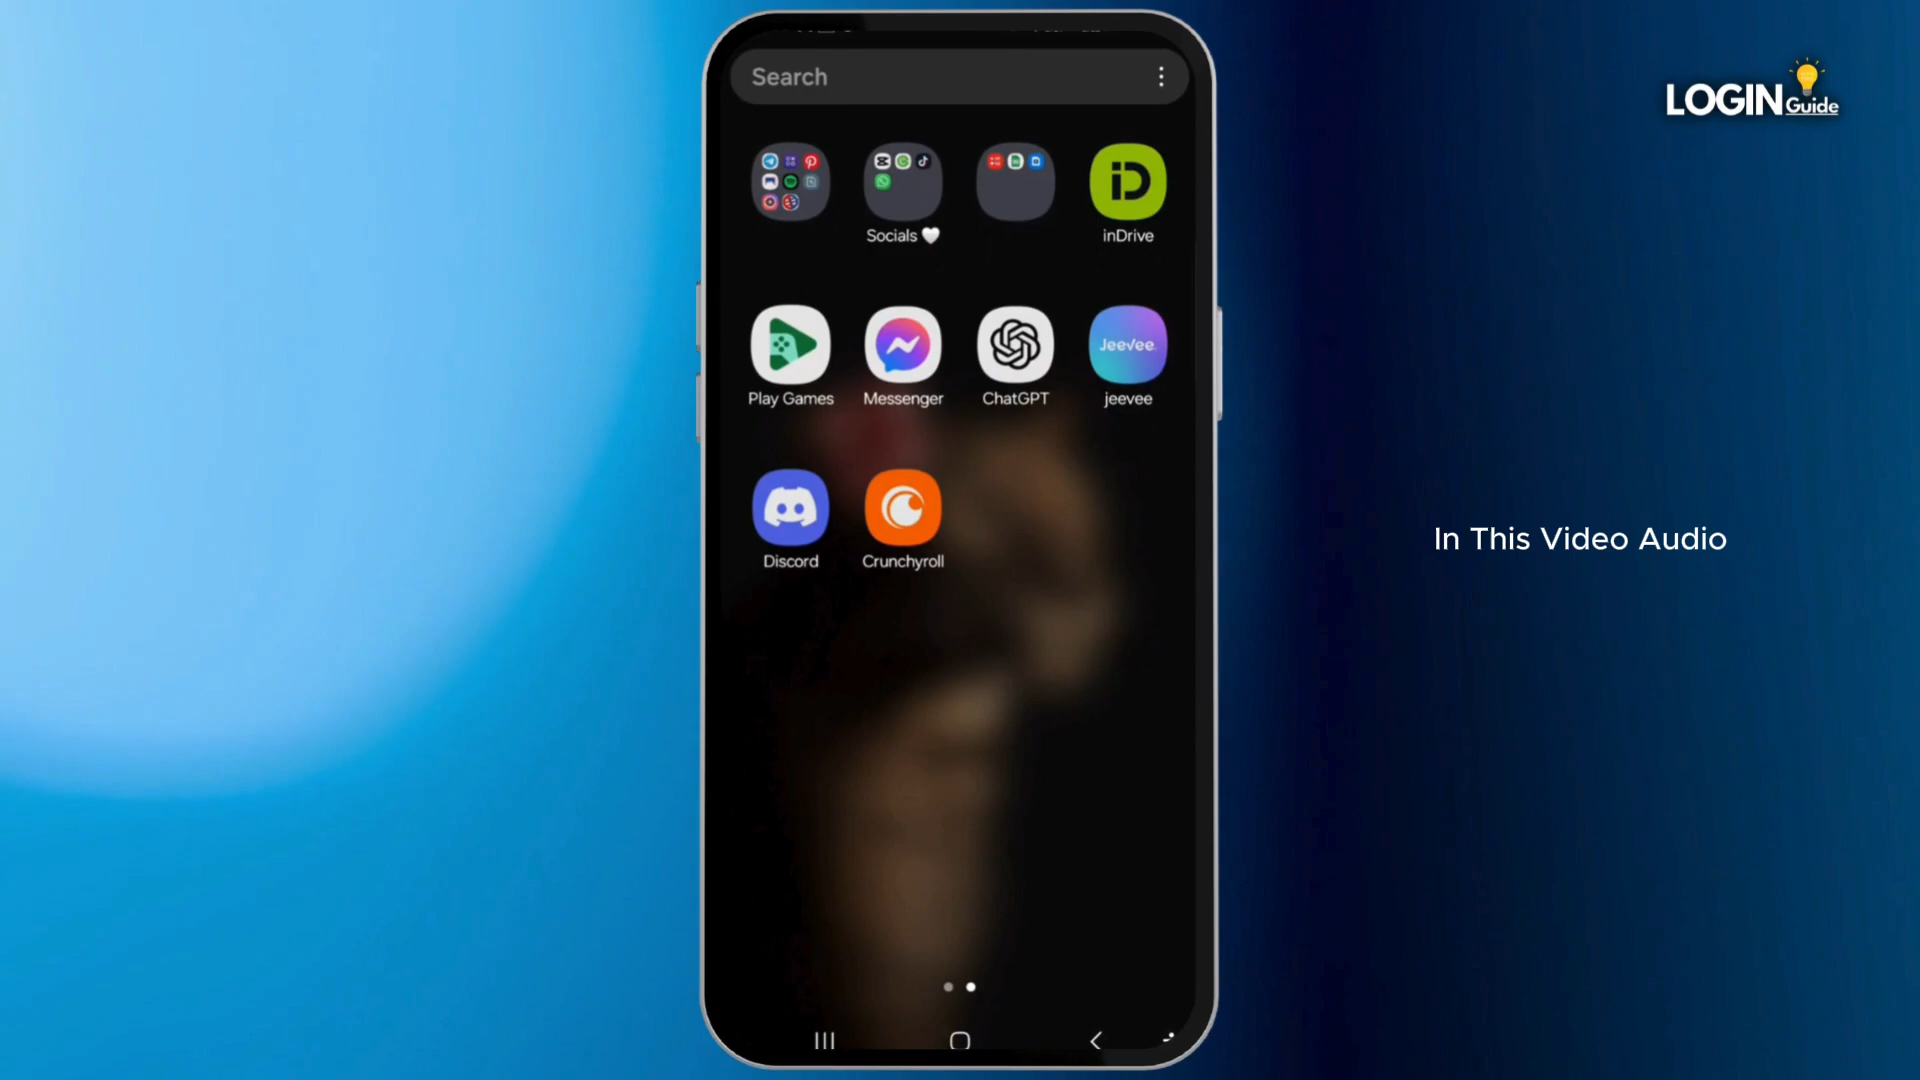 Search
LOGIN Guide
Socials 🤍
inDrive
JeeVee
Play Games
Messenger
ChatGPT
jeevee
In This Video Audio
Discord
Crunchyroll